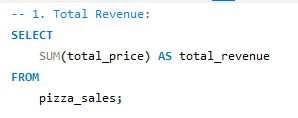 -- 1. Total Revenue:
SELECT
    SUM(total_price) AS total_revenue
FROM
    pizza_sales;